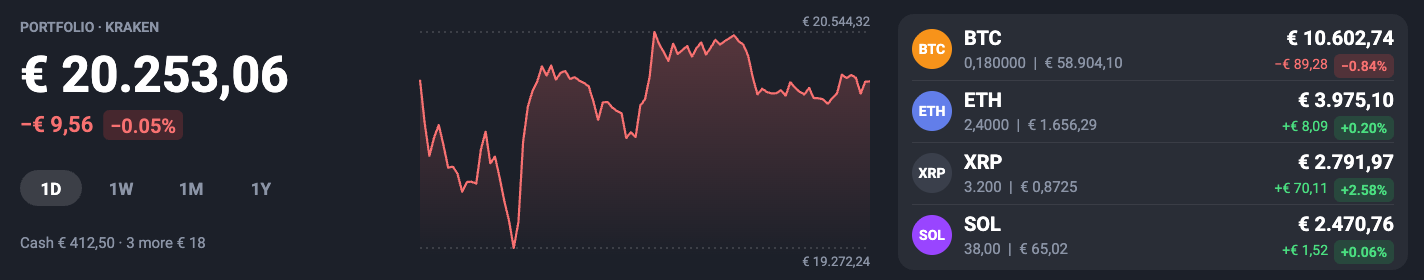 PORTFOLIO · KRAKEN
€ 20.253,06
−€ 9,56 −0.05%
1D 1W 1M 1Y
Cash € 412,50 · 3 more € 18
€ 20.544,32
€ 19.272,24
BTC BTC € 10.602,74
0,180000 | € 58.904,10 −€ 89,28 −0.84%
ETH ETH € 3.975,10
2,4000 | € 1.656,29 +€ 8,09 +0.20%
XRP XRP € 2.791,97
3.200 | € 0,8725 +€ 70,11 +2.58%
SOL SOL € 2.470,76
38,00 | € 65,02 +€ 1,52 +0.06%